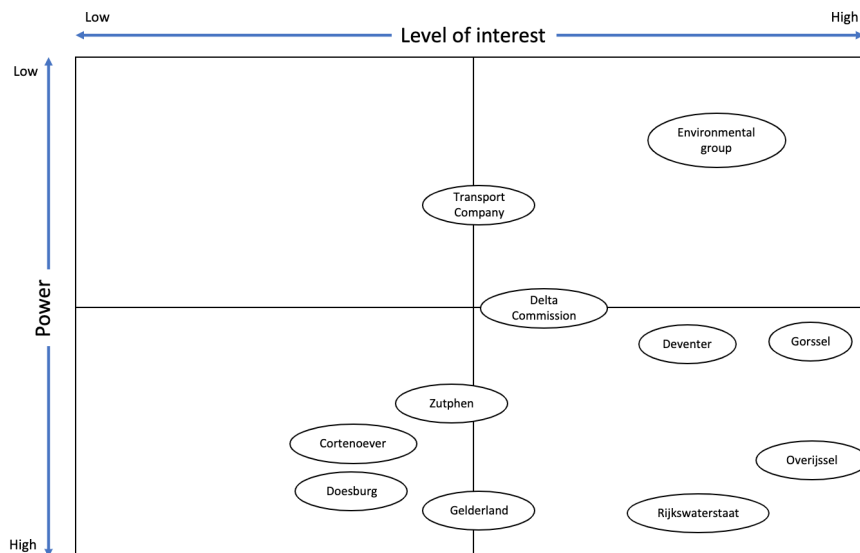 Low
High
Level of interest
Low
Environmental
group
Transport
Company
Delta
Commission
Power
Deventer
Gorssel
Zutphen
Cortenoever
Overijssel
Doesburg
Gelderland
Rijkswaterstaat
High